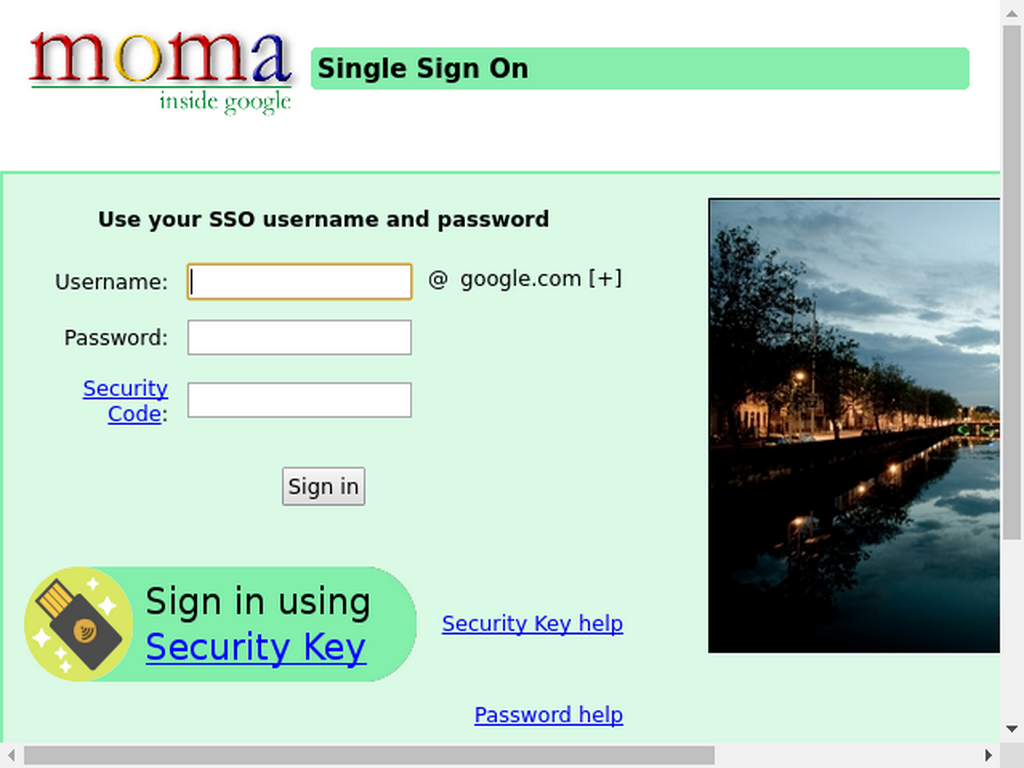 moma
inside google
Single Sign On
Use your SSO username and password
Username:
@ google.com [+]
Password:
Security
Code:
Sign in
Sign in using
Security Key
Security Key help
Password help